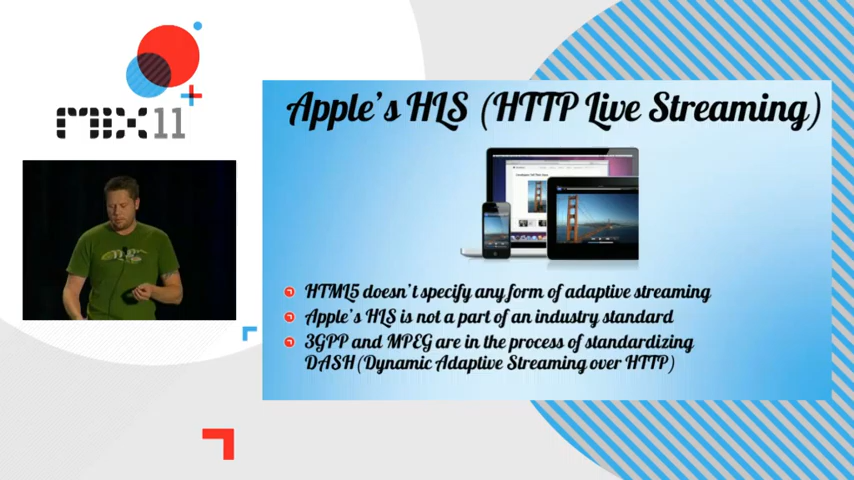 MIX11
Apple's HLS (HTTP Live Streaming)
HTML5 doesn't specify any form of adaptive streaming
Apple's HLS is not a part of an industry standard
3GPP and MPEG are in the process of standardizing
DASH (Dynamic Adaptive Streaming over HTTP)